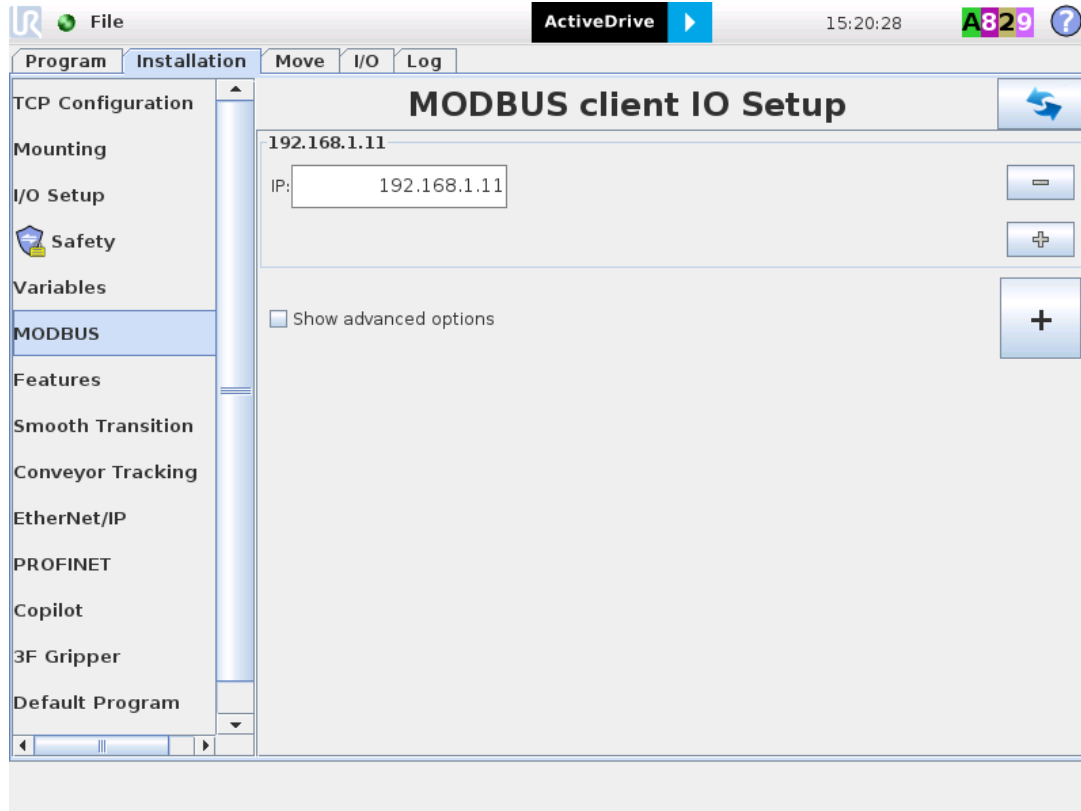 UR File ActiveDrive 15:20:28 A829 ?
Program Installation Move I/O Log
TCP Configuration
Mounting
I/O Setup
Safety
Variables
MODBUS
Features
Smooth Transition
Conveyor Tracking
EtherNet/IP
PROFINET
Copilot
3F Gripper
Default Program
MODBUS client IO Setup
192.168.1.11
IP: 192.168.1.11
Show advanced options